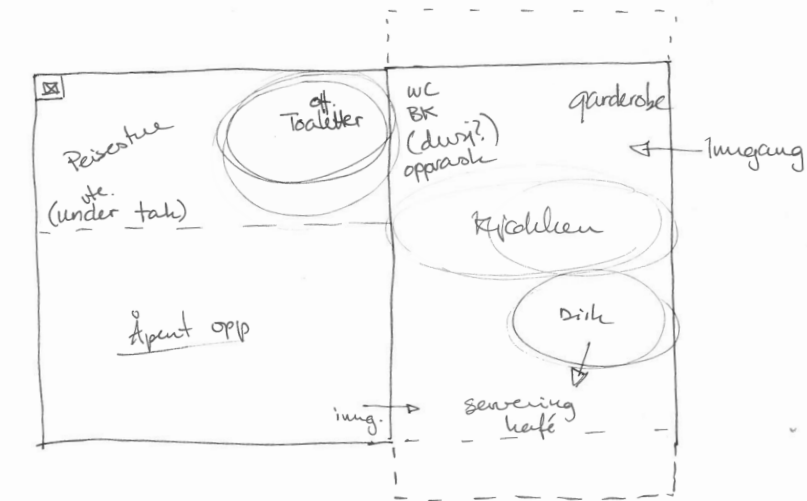 Peisestue
ute.
(under tak)
off.
Toaletter
WC
BK
(dusj?)
oppvask
garderobe
Inngang
Kjøkken
Åpent opp
Disk
inng.
servering
kafé